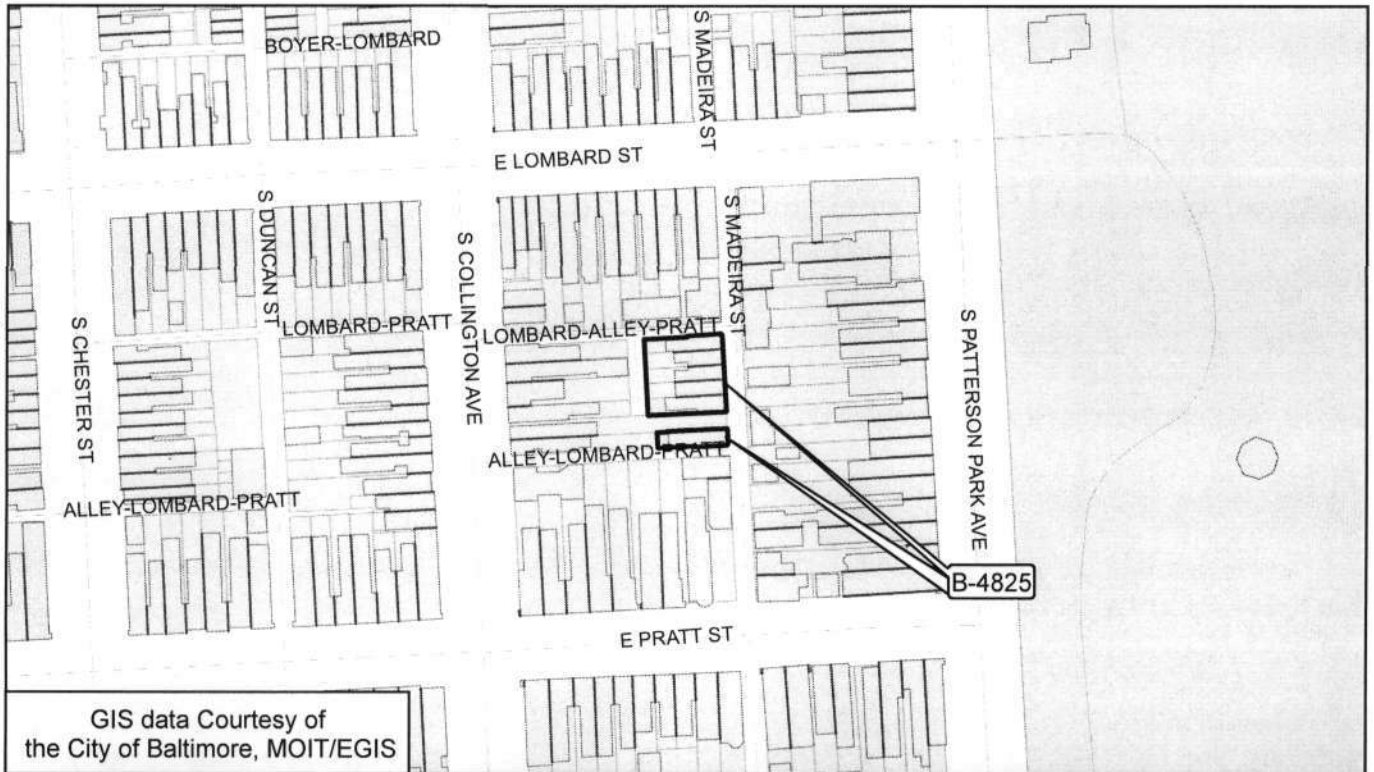 BOYER-LOMBARD
S MADEIRA ST
E LOMBARD ST
S DUNCAN ST
S COLLINGTON AVE
S MADEIRA ST
S CHESTER ST
LOMBARD-PRATT
LOMBARD-ALLEY-PRATT
S PATTERSON PARK AVE
ALLEY-LOMBARD-PRATT
ALLEY-LOMBARD-PRATT
B-4825
E PRATT ST
GIS data Courtesy of
the City of Baltimore, MOIT/EGIS